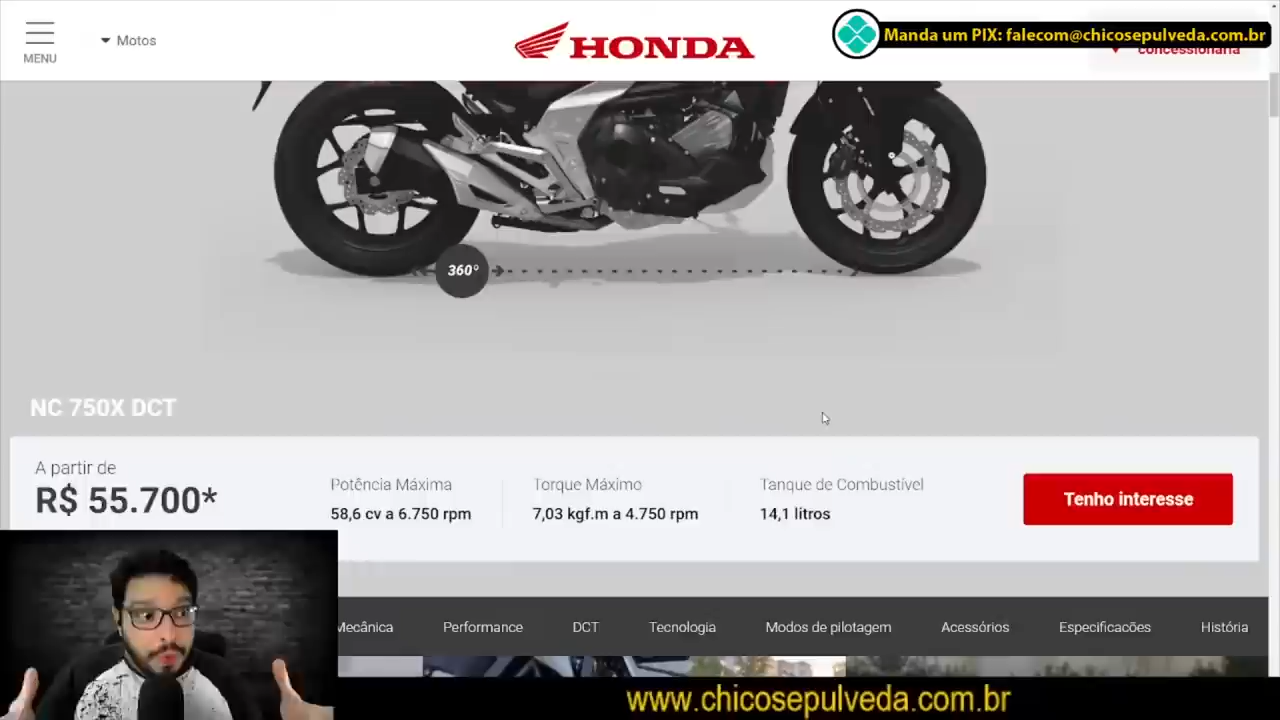 MENU
Motos
HONDA
Manda um PIX: falecom@chicosepulveda.com.br
concessionária
360°
NC 750X DCT
A partir de
R$ 55.700*
Potência Máxima
58,6 cv a 6.750 rpm
Torque Máximo
7,03 kgf.m a 4.750 rpm
Tanque de Combustível
14,1 litros
Tenho interesse
Mecânica
Performance
DCT
Tecnologia
Modos de pilotagem
Acessórios
Especificacões
História
www.chicosepulveda.com.br